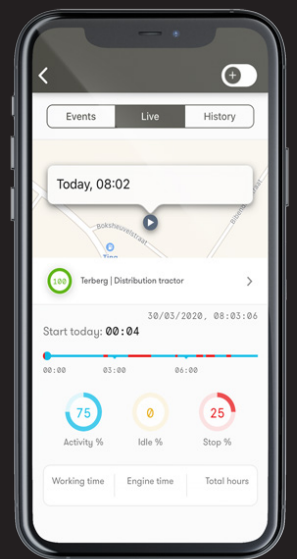 Events Live History
Today, 08:02
Boksheuvelstraat
100 Terberg | Distribution tractor
30/03/2020, 08:03:06
Start today: 00:04
00:00 03:00 06:00
75 0 25
Activity % Idle % Stop %
Working time Engine time Total hours